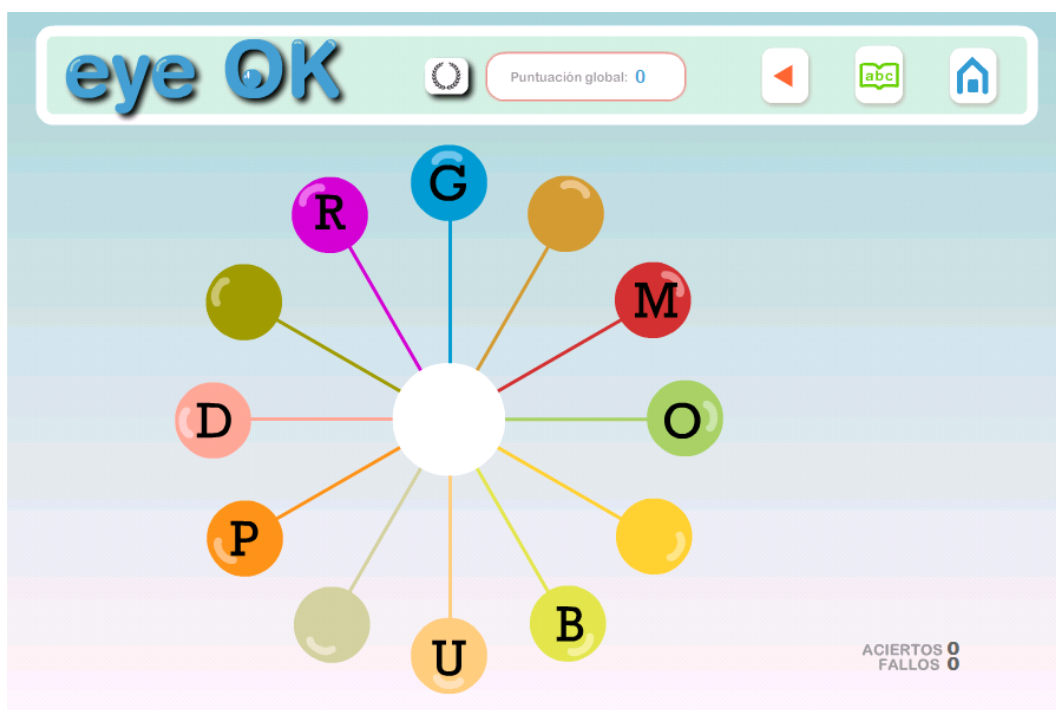 eye OK
Puntuación global: 0
abc
G
R
M
D
O
P
B
U
ACIERTOS 0
FALLOS 0